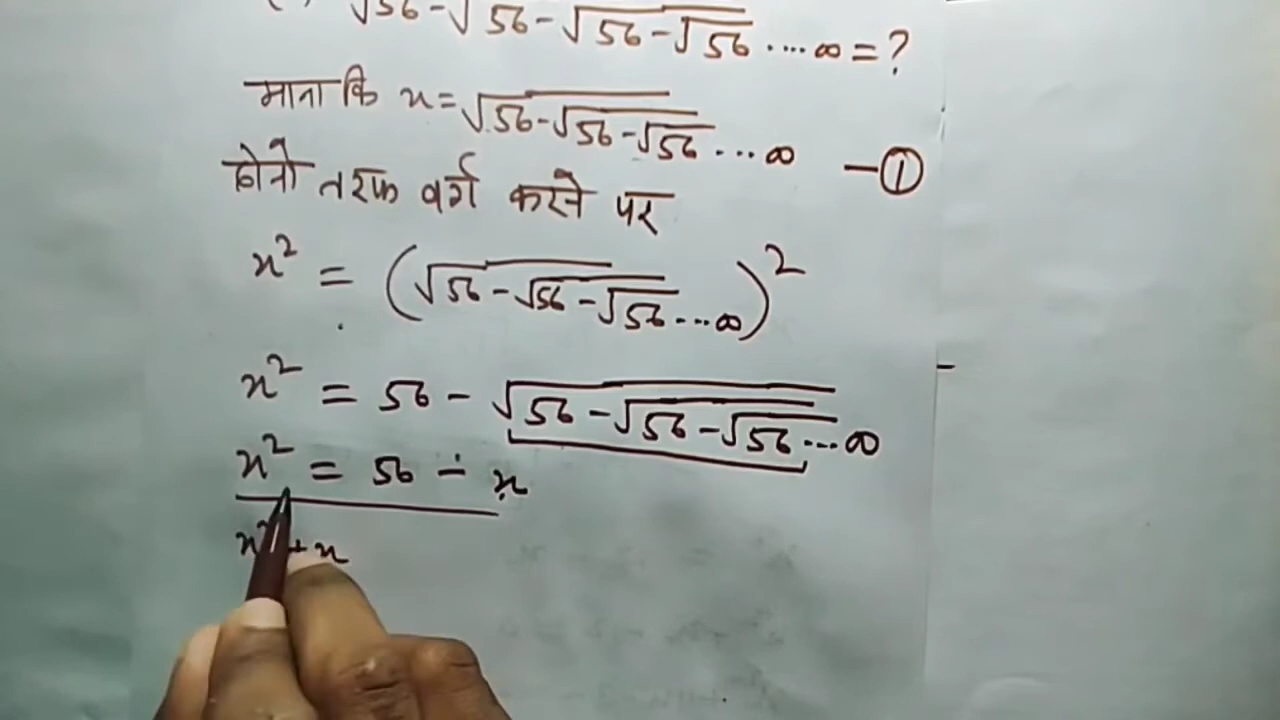 √56-√56-√56-√56 ....∞ = ?
माना कि x = √56-√56-√56 ...∞ -①
दोनो तरफ वर्ग करने पर
x² = (√56-√56-√56...∞)²
x² = 56 - √56-√56-√56...∞
x² = 56 - x
x² + x